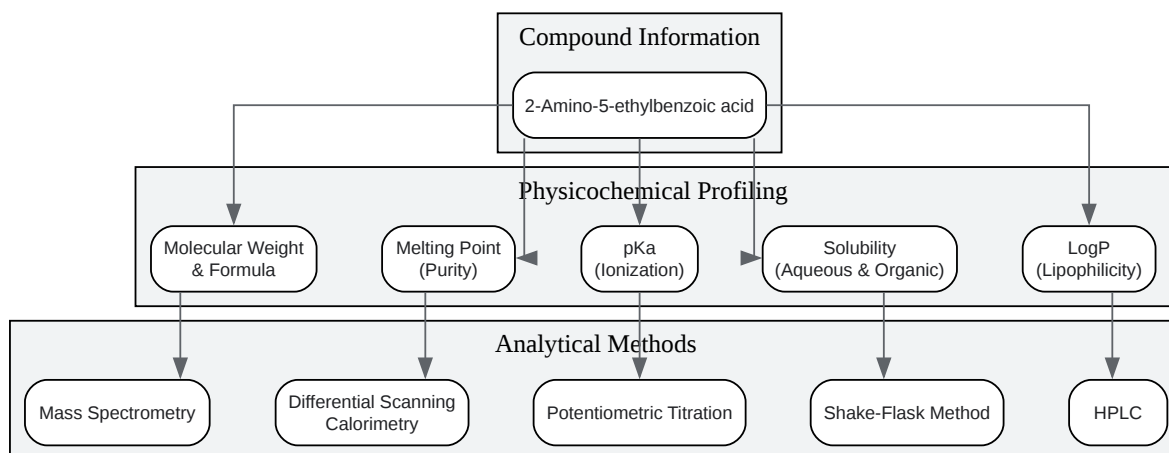 Compound Information
2-Amino-5-ethylbenzoic acid
Physicochemical Profiling
Molecular Weight
& Formula
Melting Point
(Purity)
pKa
(Ionization)
Solubility
(Aqueous & Organic)
LogP
(Lipophilicity)
Analytical Methods
Mass Spectrometry
Differential Scanning
Calorimetry
Potentiometric Titration
Shake-Flask Method
HPLC